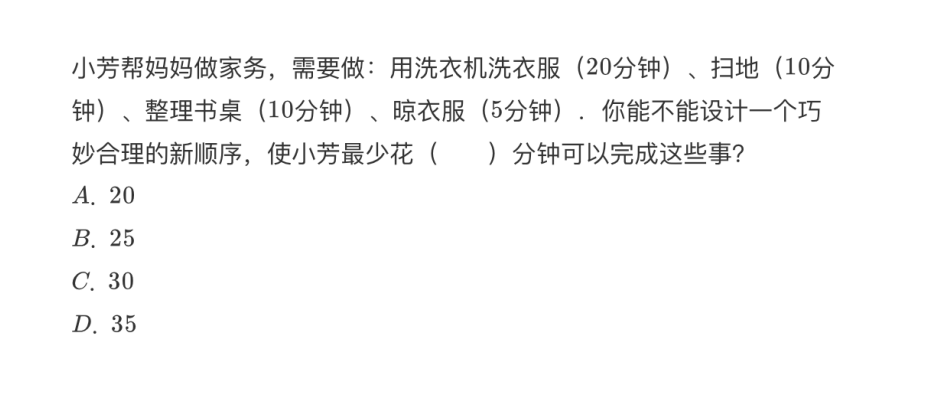 小芳帮妈妈做家务，需要做：用洗衣机洗衣服（20分钟）、扫地（10分
钟）、整理书桌（10分钟）、晾衣服（5分钟）．你能不能设计一个巧
妙合理的新顺序，使小芳最少花（　　）分钟可以完成这些事？
A. 20
B. 25
C. 30
D. 35